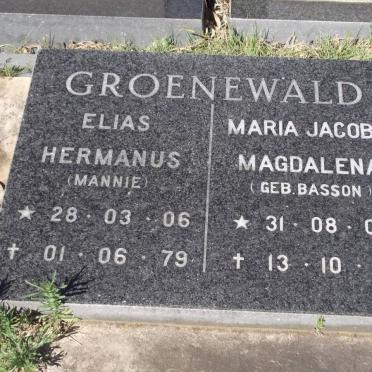 GROENEWALD
ELIAS
HERMANUS
(MANNIE)
★ 28·03·06
✝ 01·06·79
MARIA JACOB
MAGDALENA
(GEB. BASSON)
★ 31·08·
✝ 13·10·